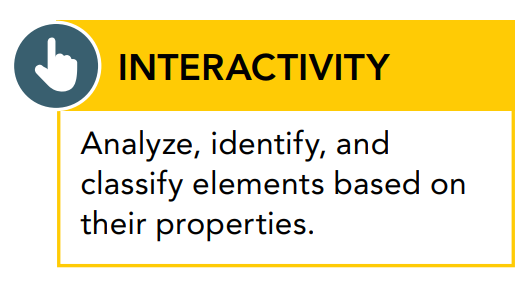 INTERACTIVITY
Analyze, identify, and
classify elements based on
their properties.